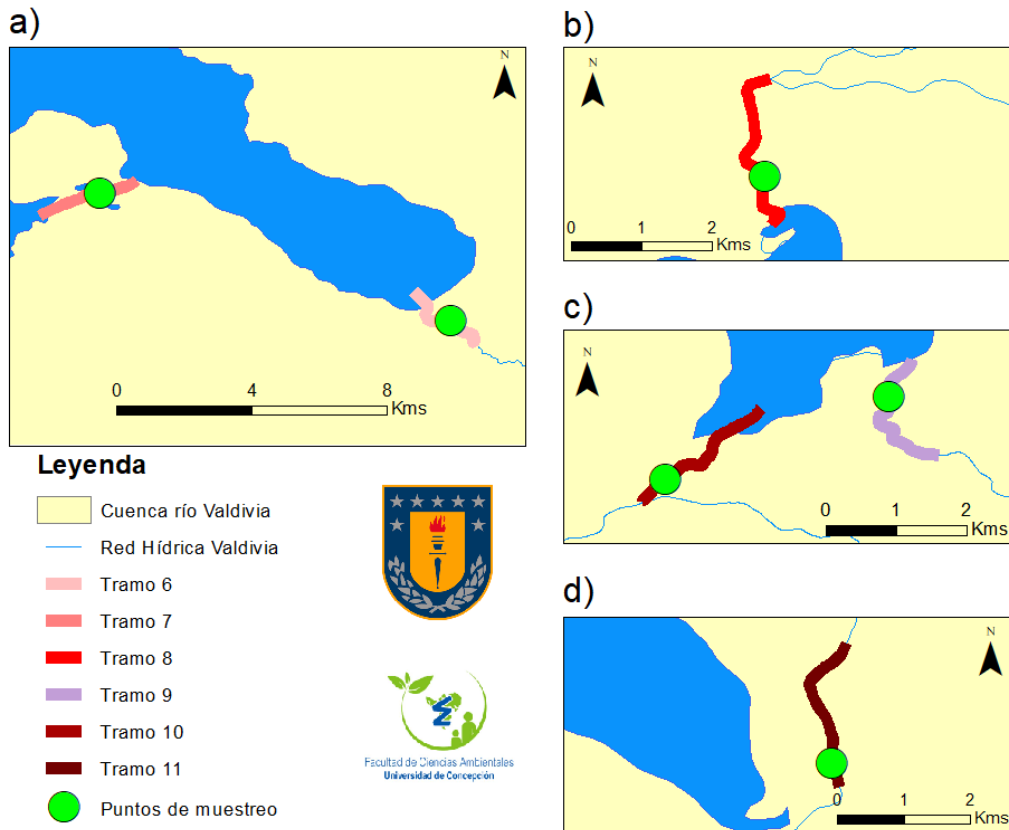 a)
N
0 4 8
Kms
b)
N
0 1 2
Kms
c)
N
0 1 2
Kms
d)
N
0 1 2
Kms
Leyenda
Cuenca río Valdivia
Red Hídrica Valdivia
Tramo 6
Tramo 7
Tramo 8
Tramo 9
Tramo 10
Tramo 11
Puntos de muestreo
Facultad de Ciencias Ambientales
Universidad de Concepción